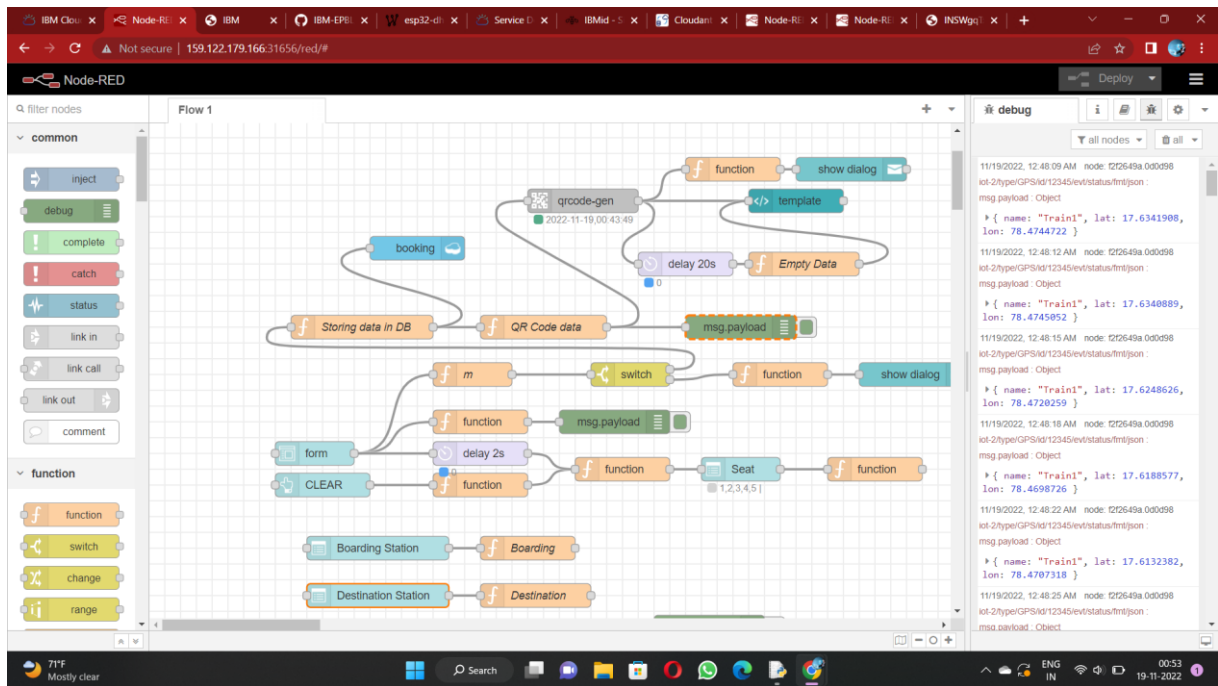 IBM Clou
Node-RE
IBM
IBM-EPBL
esp32-dh
Service D
IBMid - S
Cloudant
Node-RE
Node-RE
INSWgqT
Not secure | 159.122.179.166:31656/red/#
Node-RED
Deploy
filter nodes
common
inject
debug
complete
catch
status
link in
link call
link out
comment
function
function
switch
change
range
Flow 1
function
show dialog
qrcode-gen
2022-11-19,00:43:49
template
booking
delay 20s
0
Empty Data
Storing data in DB
QR Code data
msg.payload
m
switch
function
show dialog
function
msg.payload
form
delay 2s
0
CLEAR
function
function
Seat
1,2,3,4,5 |
function
Boarding Station
Boarding
Destination Station
Destination
debug
all nodes
all
11/19/2022, 12:48:09 AM node: f2f2649a.0d0d98
iot-2/type/GPS/id/12345/evt/status/fmt/json :
msg.payload : Object
{ name: "Train1", lat: 17.6341908,
lon: 78.4744722 }
11/19/2022, 12:48:12 AM node: f2f2649a.0d0d98
iot-2/type/GPS/id/12345/evt/status/fmt/json :
msg.payload : Object
{ name: "Train1", lat: 17.6340889,
lon: 78.4745052 }
11/19/2022, 12:48:15 AM node: f2f2649a.0d0d98
iot-2/type/GPS/id/12345/evt/status/fmt/json :
msg.payload : Object
{ name: "Train1", lat: 17.6248626,
lon: 78.4720259 }
11/19/2022, 12:48:18 AM node: f2f2649a.0d0d98
iot-2/type/GPS/id/12345/evt/status/fmt/json :
msg.payload : Object
{ name: "Train1", lat: 17.6188577,
lon: 78.4698726 }
11/19/2022, 12:48:22 AM node: f2f2649a.0d0d98
iot-2/type/GPS/id/12345/evt/status/fmt/json :
msg.payload : Object
{ name: "Train1", lat: 17.6132382,
lon: 78.4707318 }
11/19/2022, 12:48:25 AM node: f2f2649a.0d0d98
iot-2/type/GPS/id/12345/evt/status/fmt/json :
msg.payload : Object
71°F
Mostly clear
Search
ENG
IN
00:53
19-11-2022
1